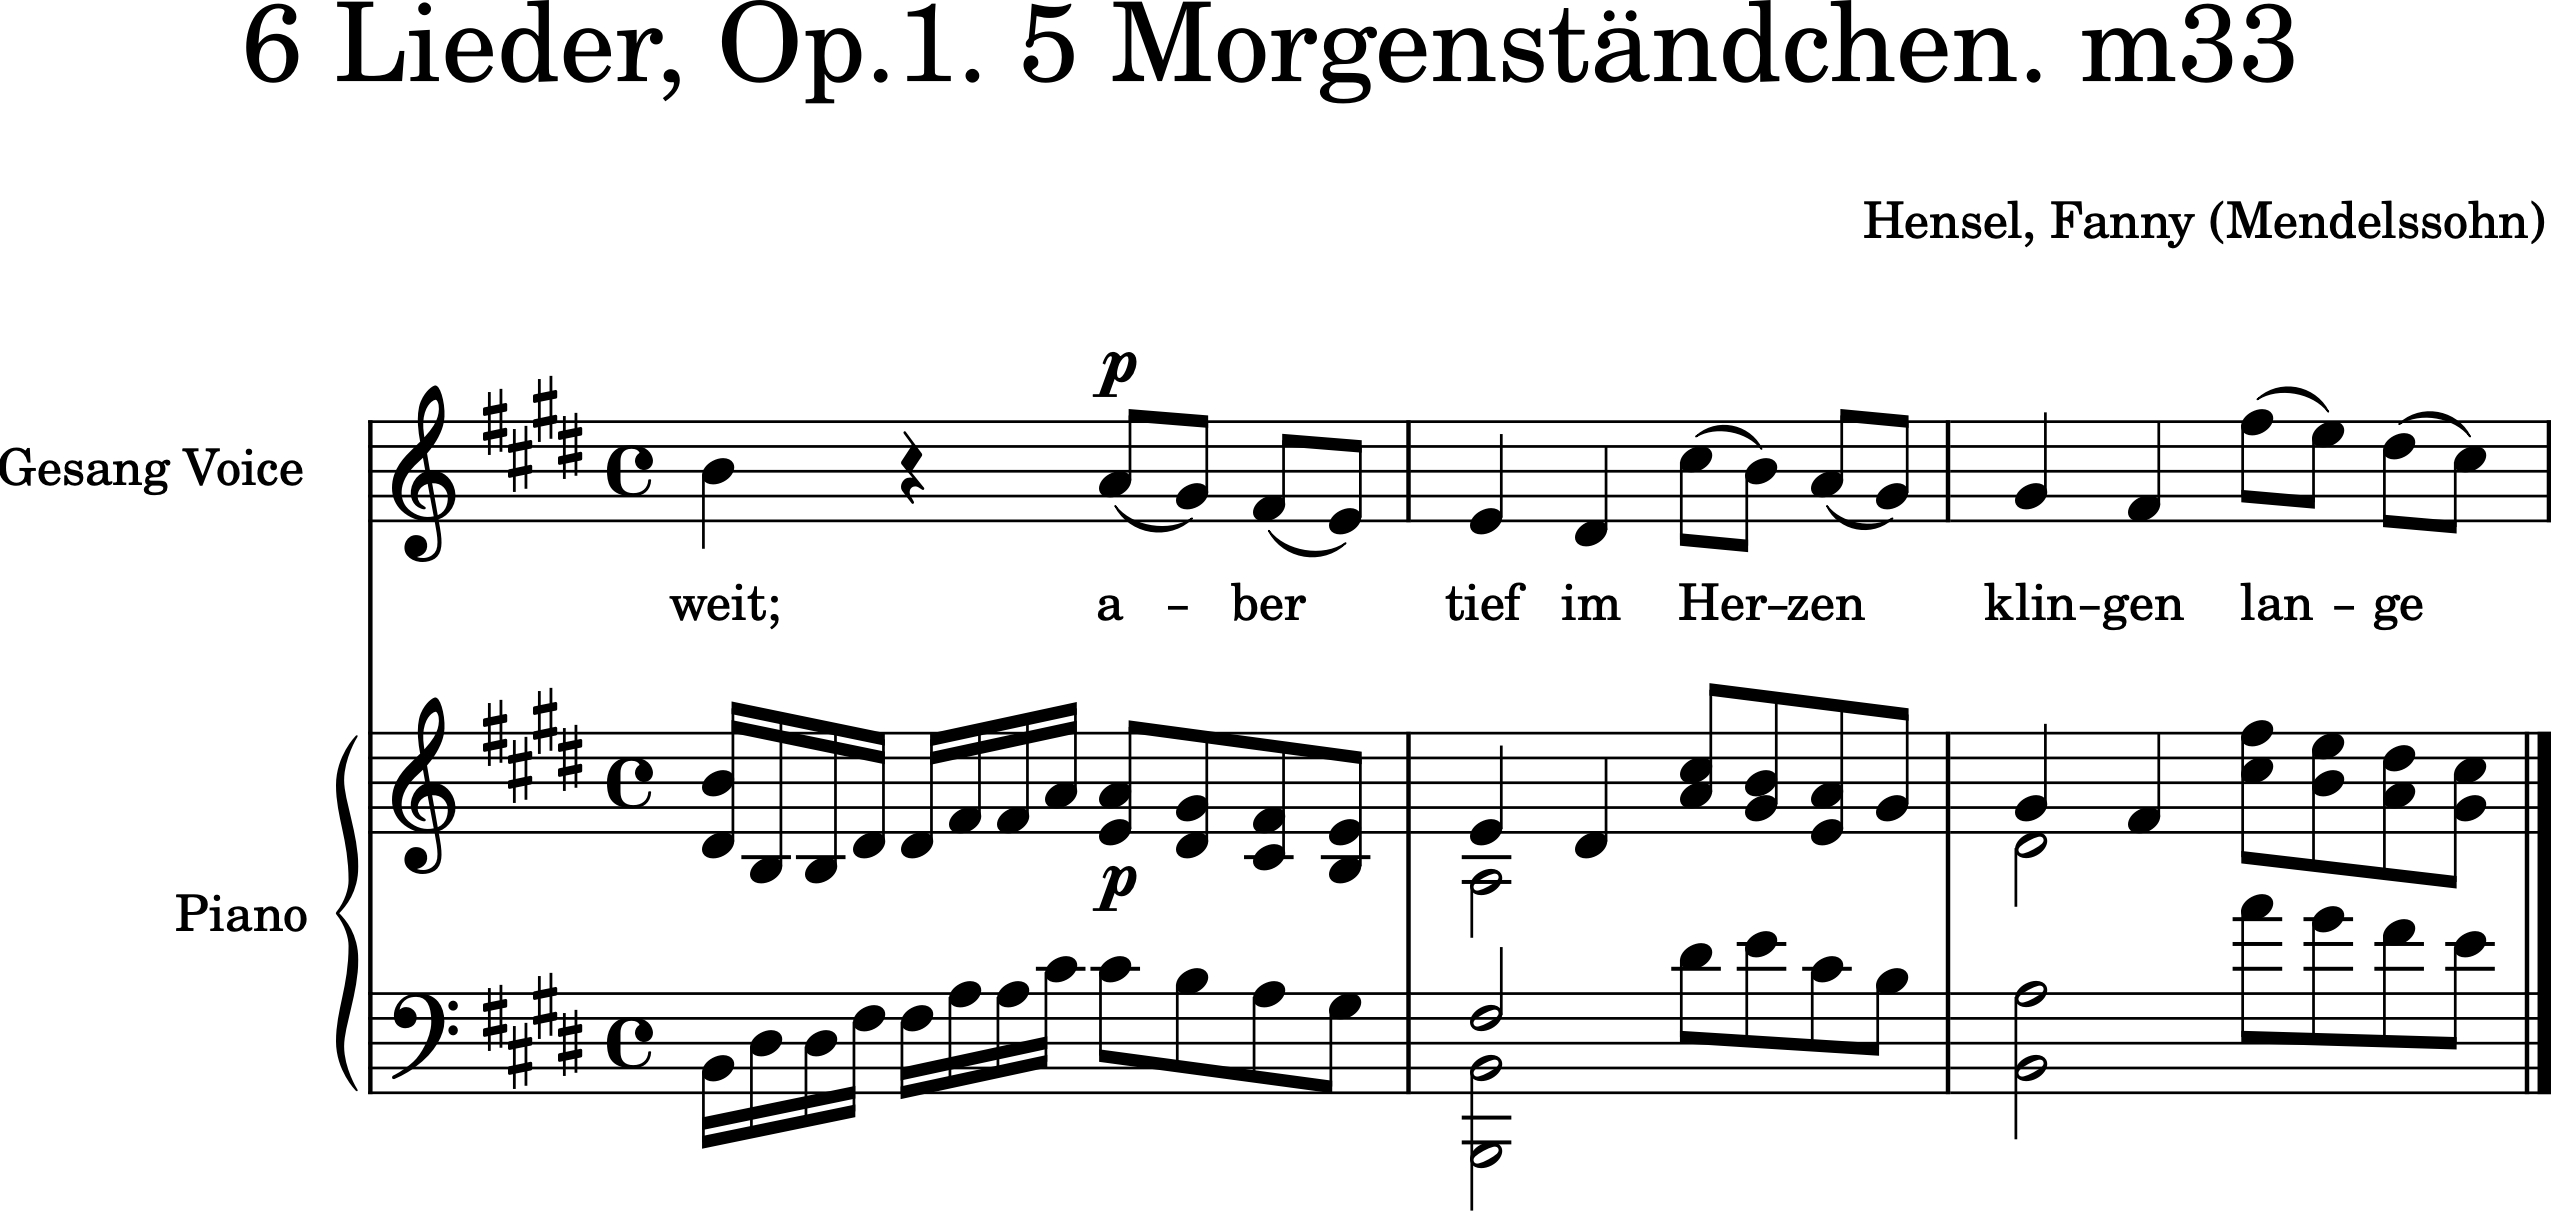 6 Lieder, Op.1. 5 Morgenständchen. m33
Hensel, Fanny (Mendelssohn)
p
Gesang Voice
weit; a - ber tief im Her-zen klin-gen lan - ge
p
Piano